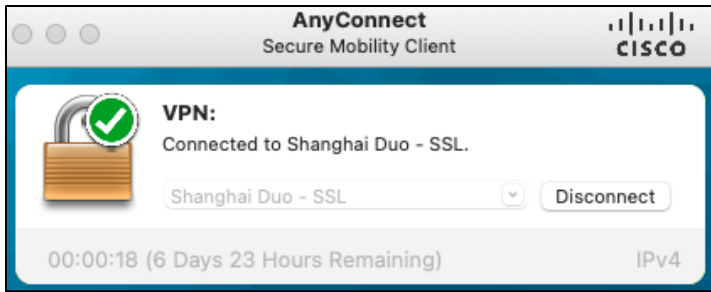 AnyConnect
Secure Mobility Client
CISCO
VPN:
Connected to Shanghai Duo - SSL.
Shanghai Duo - SSL
Disconnect
00:00:18 (6 Days 23 Hours Remaining)
IPv4